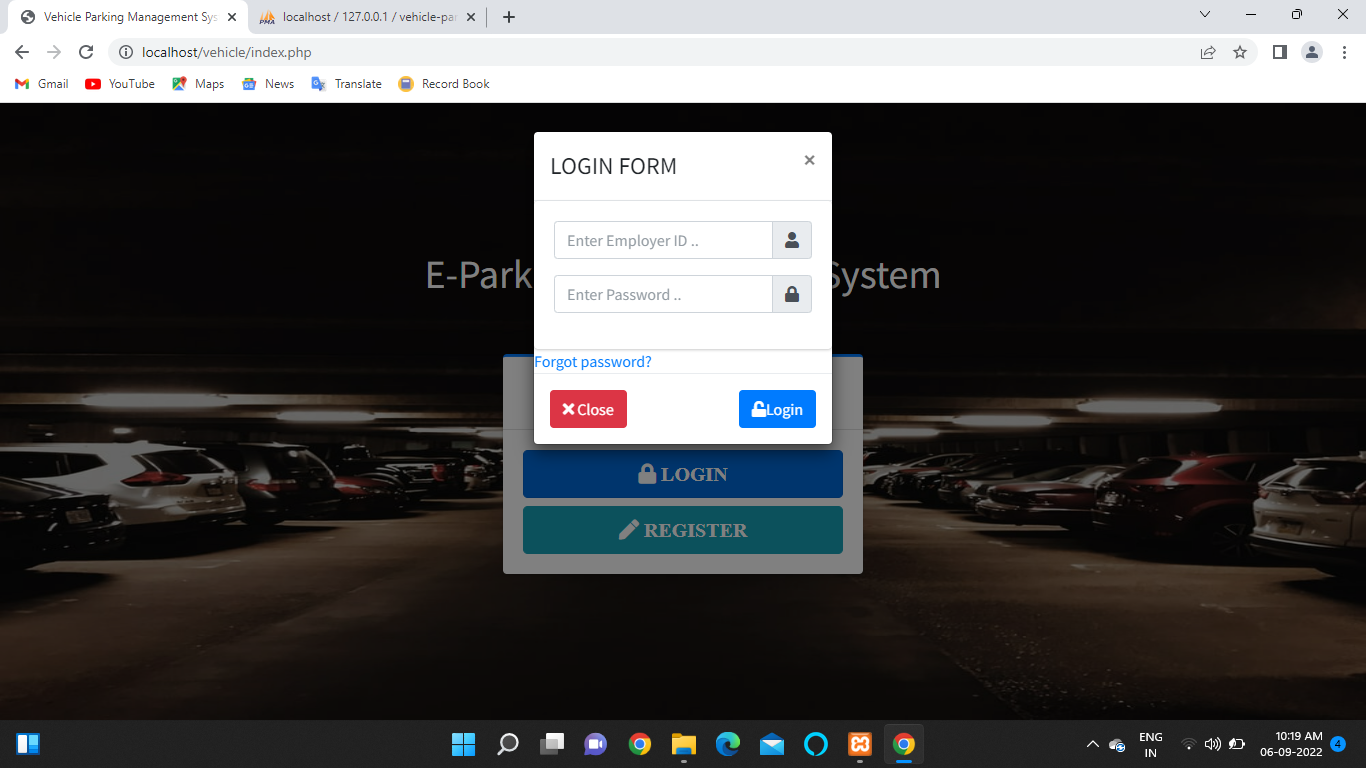 Vehicle Parking Management Sys
localhost / 127.0.0.1 / vehicle-par
localhost/vehicle/index.php
Gmail
YouTube
Maps
News
Translate
Record Book
LOGIN FORM
×
Enter Employer ID ..
E-Park
System
Enter Password ..
Forgot password?
Close
Login
LOGIN
REGISTER
ENG
IN
10:19 AM
06-09-2022
4